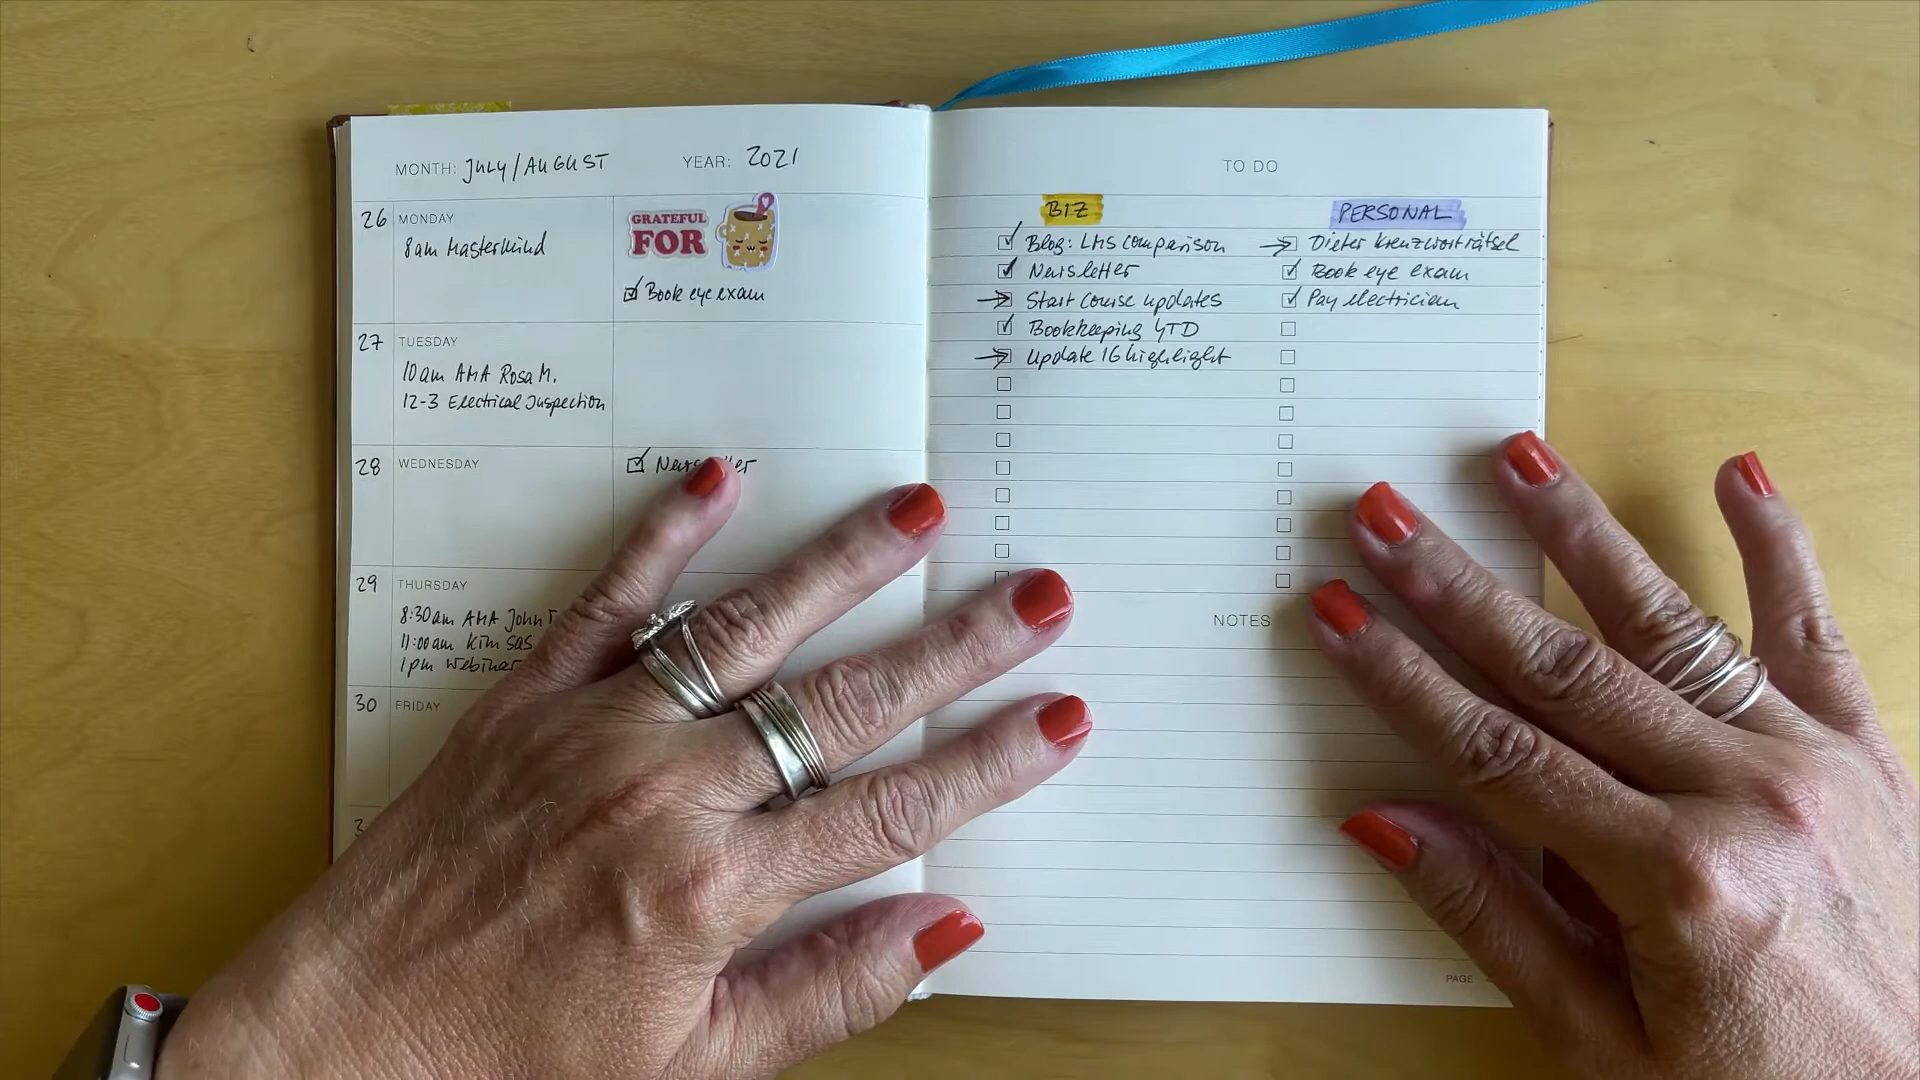 MONTH: JULY/AUGUST YEAR: 2021
26 MONDAY
8am Mastermind
GRATEFUL
FOR
Book eye exam
27 TUESDAY
10am AMA Rosa M.
12-3 Electrical Inspection
28 WEDNESDAY
29 THURSDAY
8:30am AMA John
11:00am Kim SaS
1pm Webinar
30 FRIDAY
TO DO
BIZ
Blog: LMS comparison
Newsletter
Start course updates
Bookkeeping YTD
Update IG highlight
PERSONAL
Dieter Kreuzworträtsel
Book eye exam
Pay electrician
NOTES
PAGE